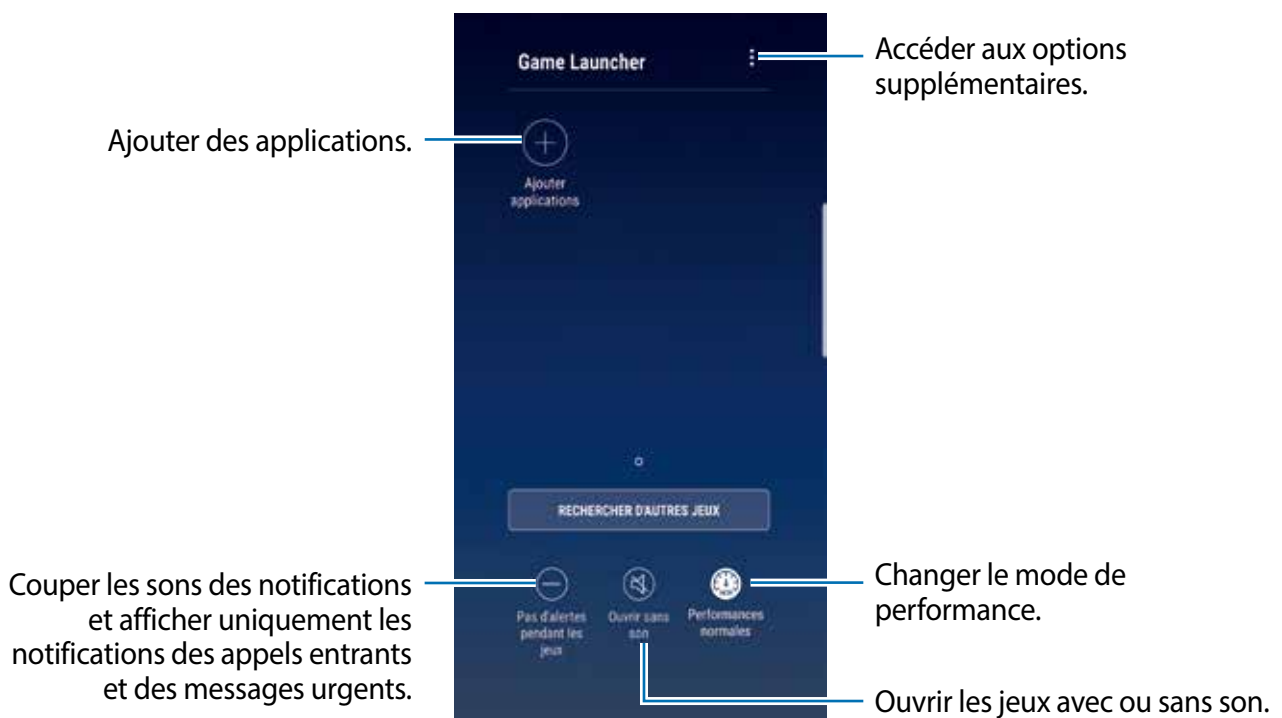 Game Launcher
Accéder aux options
supplémentaires.
Ajouter des applications.
Ajouter
applications
RECHERCHER D'AUTRES JEUX
Couper les sons des notifications
et afficher uniquement les
notifications des appels entrants
et des messages urgents.
Pas d'alertes
pendant les
jeux
Ouvrir sans
son
Performances
normales
Changer le mode de
performance.
Ouvrir les jeux avec ou sans son.